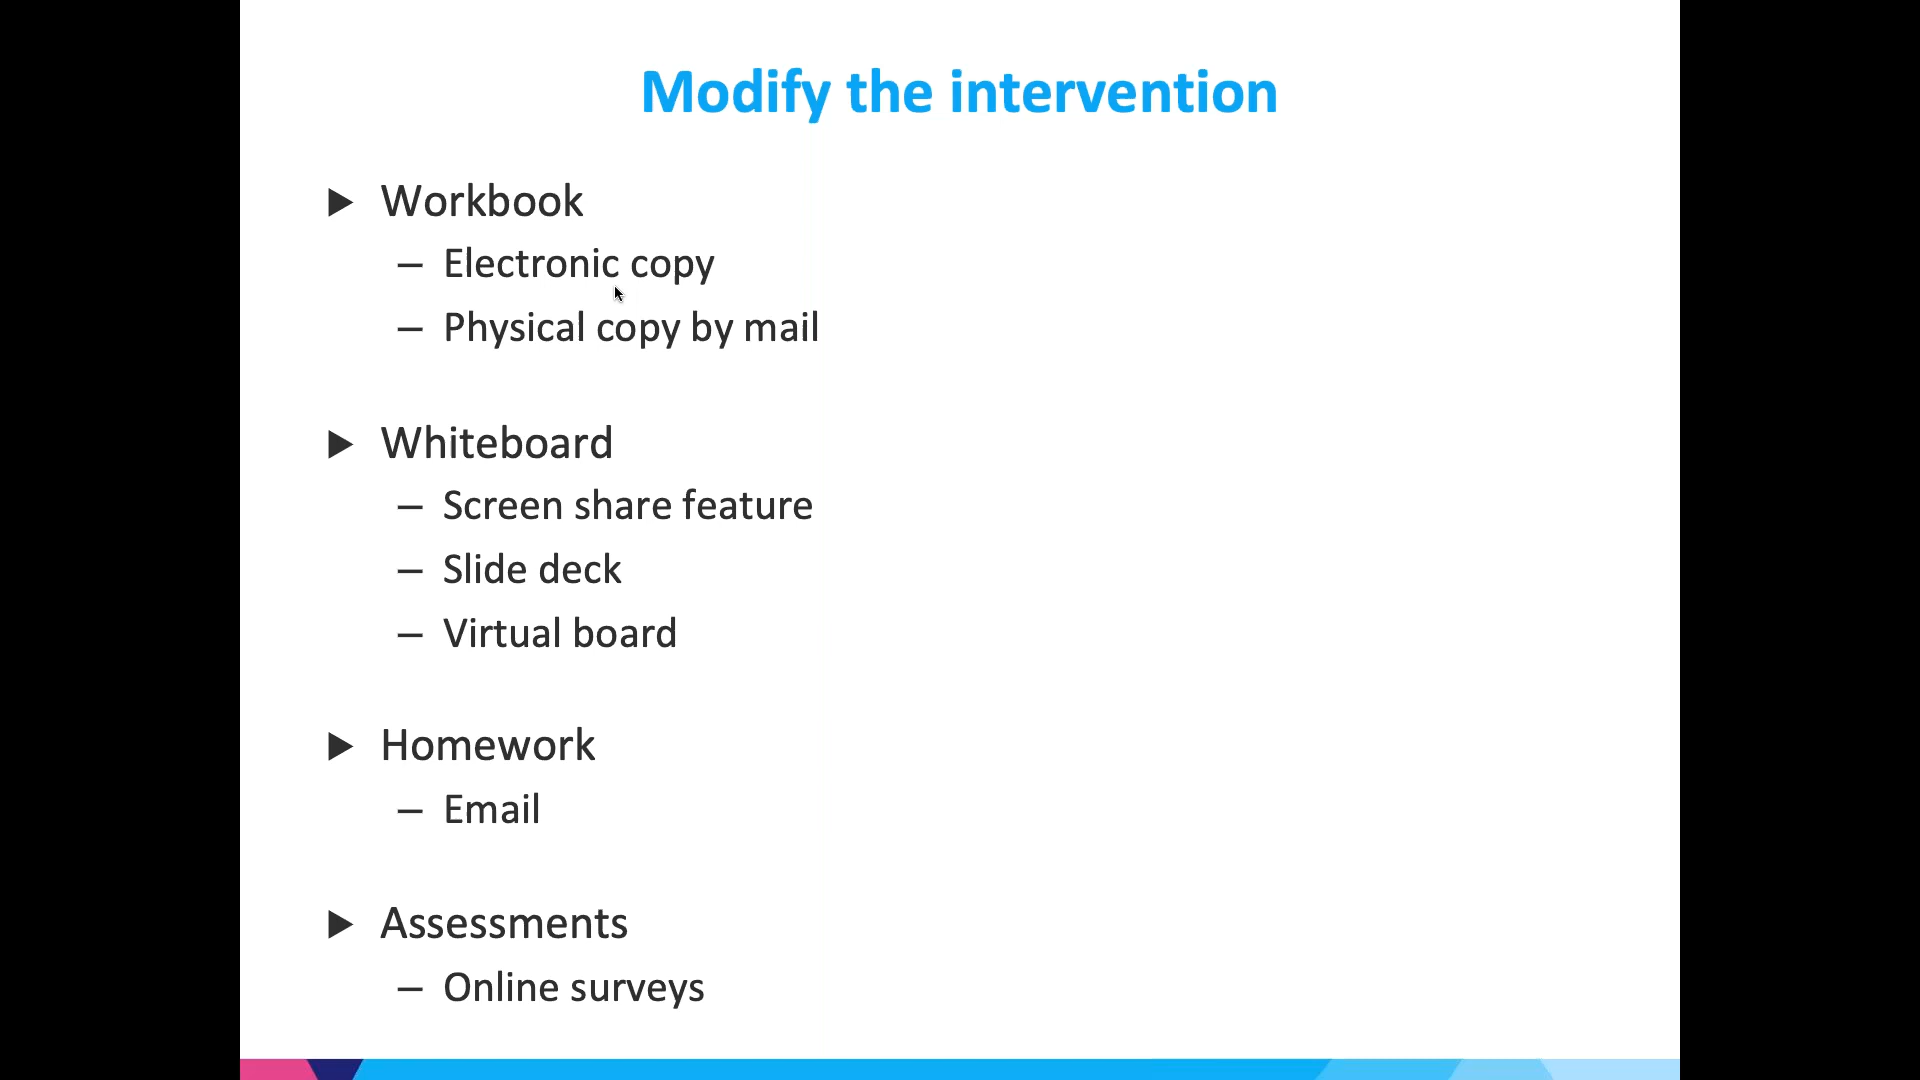 Modify the intervention
▶ Workbook
– Electronic copy
– Physical copy by mail
▶ Whiteboard
– Screen share feature
– Slide deck
– Virtual board
▶ Homework
– Email
▶ Assessments
– Online surveys